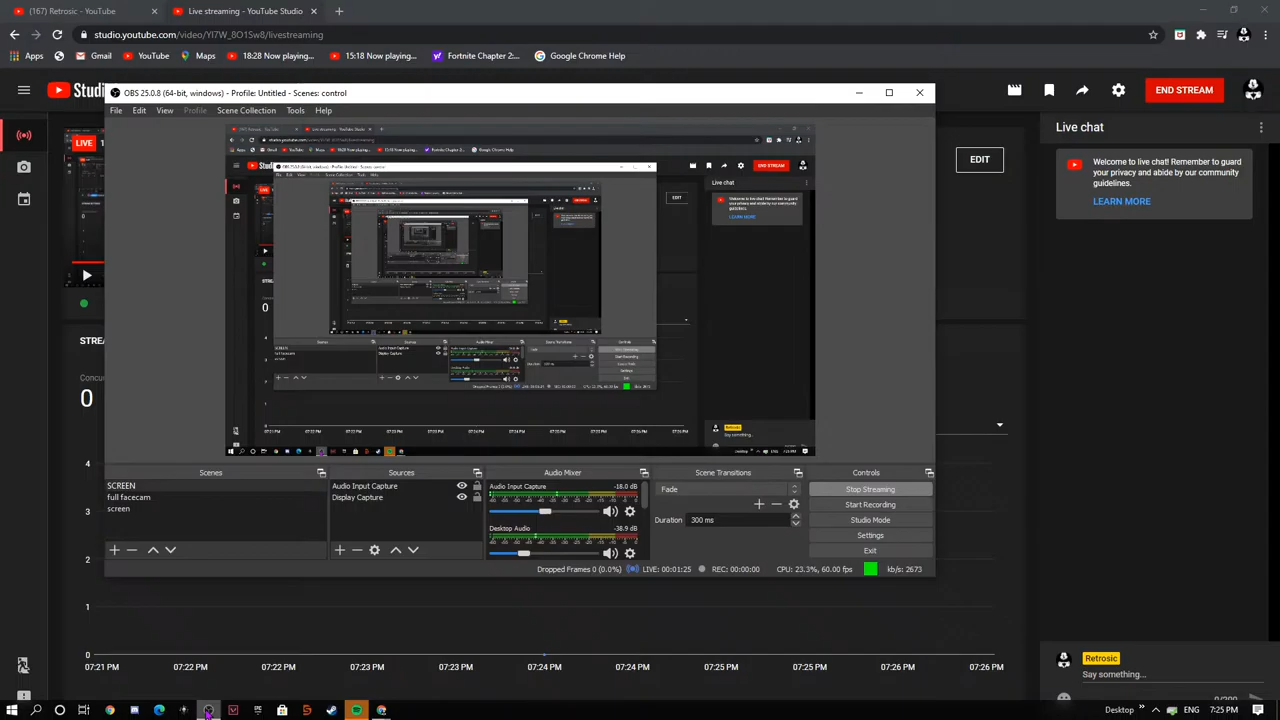 (167) Retrosic - YouTube
Live streaming - YouTube Studio
studio.youtube.com/video/YI7W_8O1Sw8/livestreaming
Apps
Gmail
YouTube
Maps
18:28 Now playing...
15:18 Now playing...
Fortnite Chapter 2:...
Google Chrome Help
Studio
END STREAM
OBS 25.0.8 (64-bit, windows) - Profile: Untitled - Scenes: control
File Edit View Profile Scene Collection Tools Help
LIVE
EDIT
Live chat
Welcome to live chat! Remember to guard
your privacy and abide by our community
guidelines.
LEARN MORE
STREA
Concu
0
Scenes
SCREEN
full facecam
screen
Sources
Audio Input Capture
Display Capture
Audio Mixer
Audio Input Capture -18.0 dB
Desktop Audio -38.9 dB
Scene Transitions
Fade
Duration 300 ms
Controls
Stop Streaming
Start Recording
Studio Mode
Settings
Exit
Dropped Frames 0 (0.0%) LIVE: 00:01:25 REC: 00:00:00 CPU: 23.3%, 60.00 fps kb/s: 2673
4
3
2
1
0
07:21 PM 07:22 PM 07:22 PM 07:23 PM 07:23 PM 07:24 PM 07:24 PM 07:25 PM 07:25 PM 07:26 PM
Retrosic
Say something...
0/200
Desktop ENG 7:25 PM